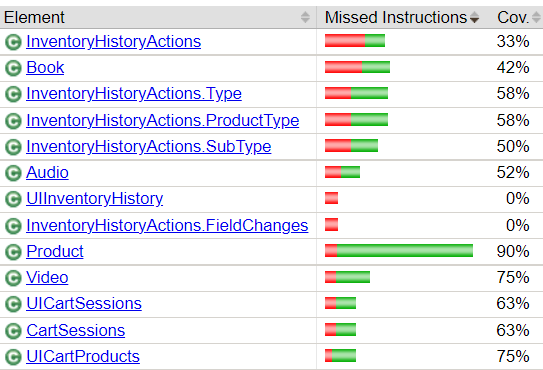 Element Missed Instructions Cov.
C InventoryHistoryActions 33%
C Book 42%
C InventoryHistoryActions.Type 58%
C InventoryHistoryActions.ProductType 58%
C InventoryHistoryActions.SubType 50%
C Audio 52%
C UIInventoryHistory 0%
C InventoryHistoryActions.FieldChanges 0%
C Product 90%
C Video 75%
C UICartSessions 63%
C CartSessions 63%
C UICartProducts 75%